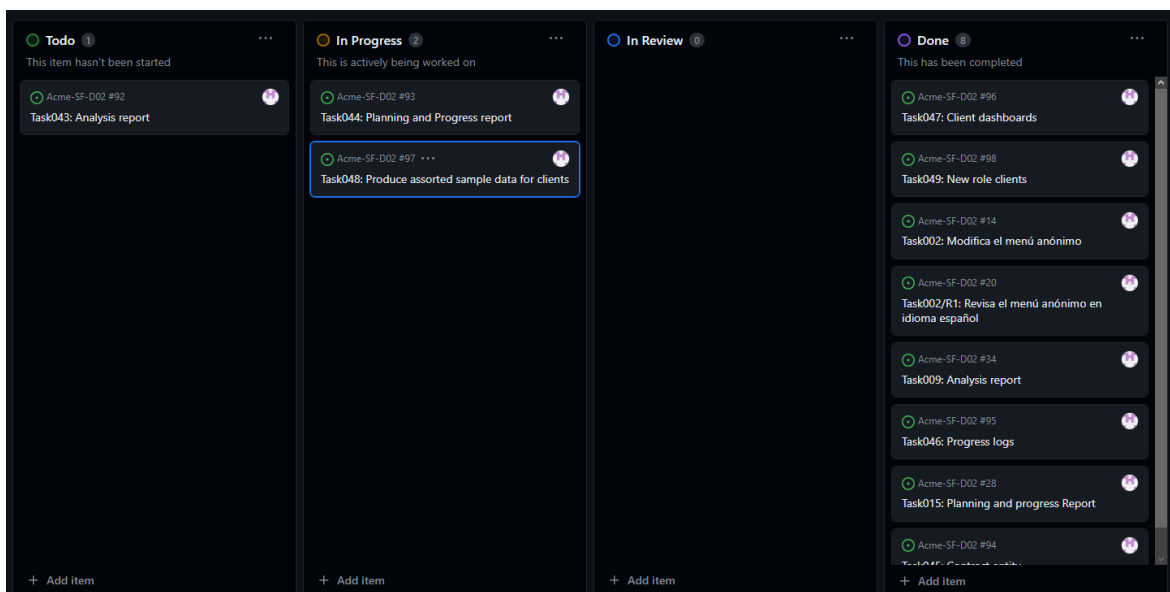 Todo 1
This item hasn't been started
Acme-SF-D02 #92
Task043: Analysis report
+ Add item
In Progress 2
This is actively being worked on
Acme-SF-D02 #93
Task044: Planning and Progress report
Acme-SF-D02 #97 ...
Task048: Produce assorted sample data for clients
+ Add item
In Review 0
+ Add item
Done 8
This has been completed
Acme-SF-D02 #96
Task047: Client dashboards
Acme-SF-D02 #98
Task049: New role clients
Acme-SF-D02 #14
Task002: Modifica el menú anónimo
Acme-SF-D02 #20
Task002/R1: Revisa el menú anónimo en
idioma español
Acme-SF-D02 #34
Task009: Analysis report
Acme-SF-D02 #95
Task046: Progress logs
Acme-SF-D02 #28
Task015: Planning and progress Report
Acme-SF-D02 #94
Task045: Contract entity
+ Add item